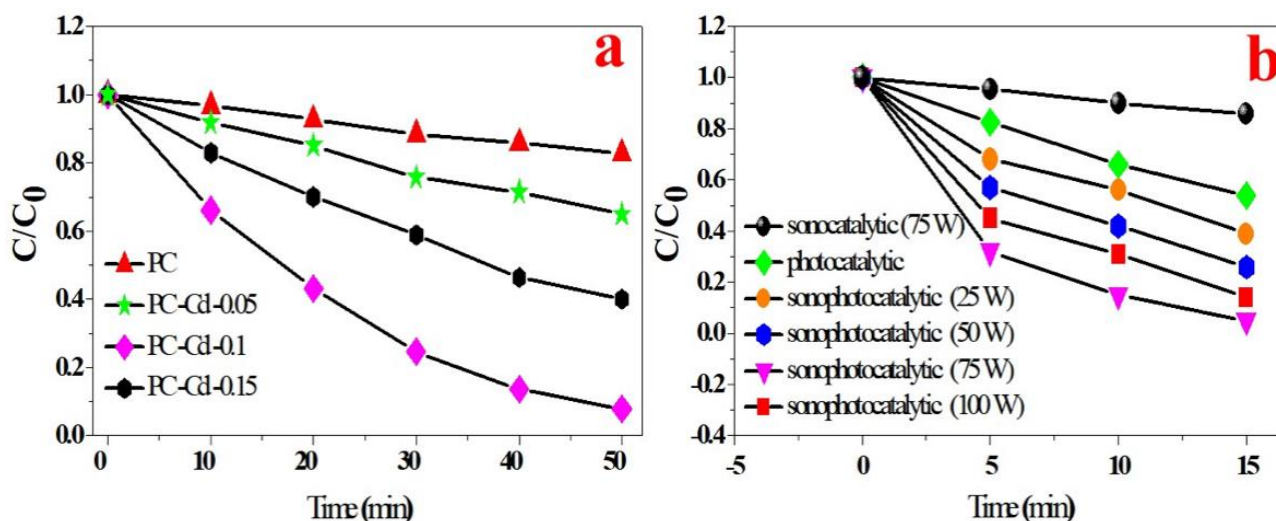 a
1.2
1.0
0.8
0.6
0.4
0.2
0.0
C/C0
PC
PC-Gd-0.05
PC-Gd-0.1
PC-Gd-0.15
0 10 20 30 40 50
Time (min)
b
1.2
1.0
0.8
0.6
0.4
0.2
0.0
-0.2
-0.4
C/C0
sonocatalytic (75 W)
photocatalytic
sonophotocatalytic (25 W)
sonophotocatalytic (50 W)
sonophotocatalytic (75 W)
sonophotocatalytic (100 W)
-5 0 5 10 15
Time (min)